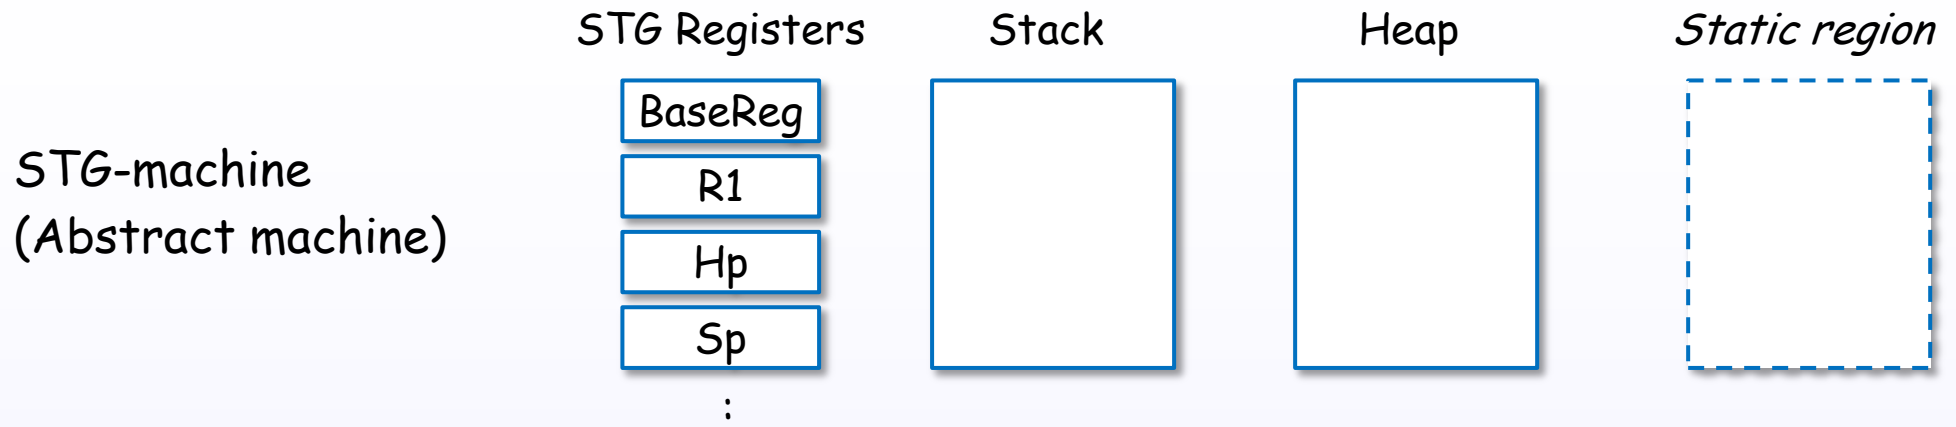 STG Registers
Stack
Heap
Static region
STG-machine
(Abstract machine)
BaseReg
R1
Hp
Sp
: